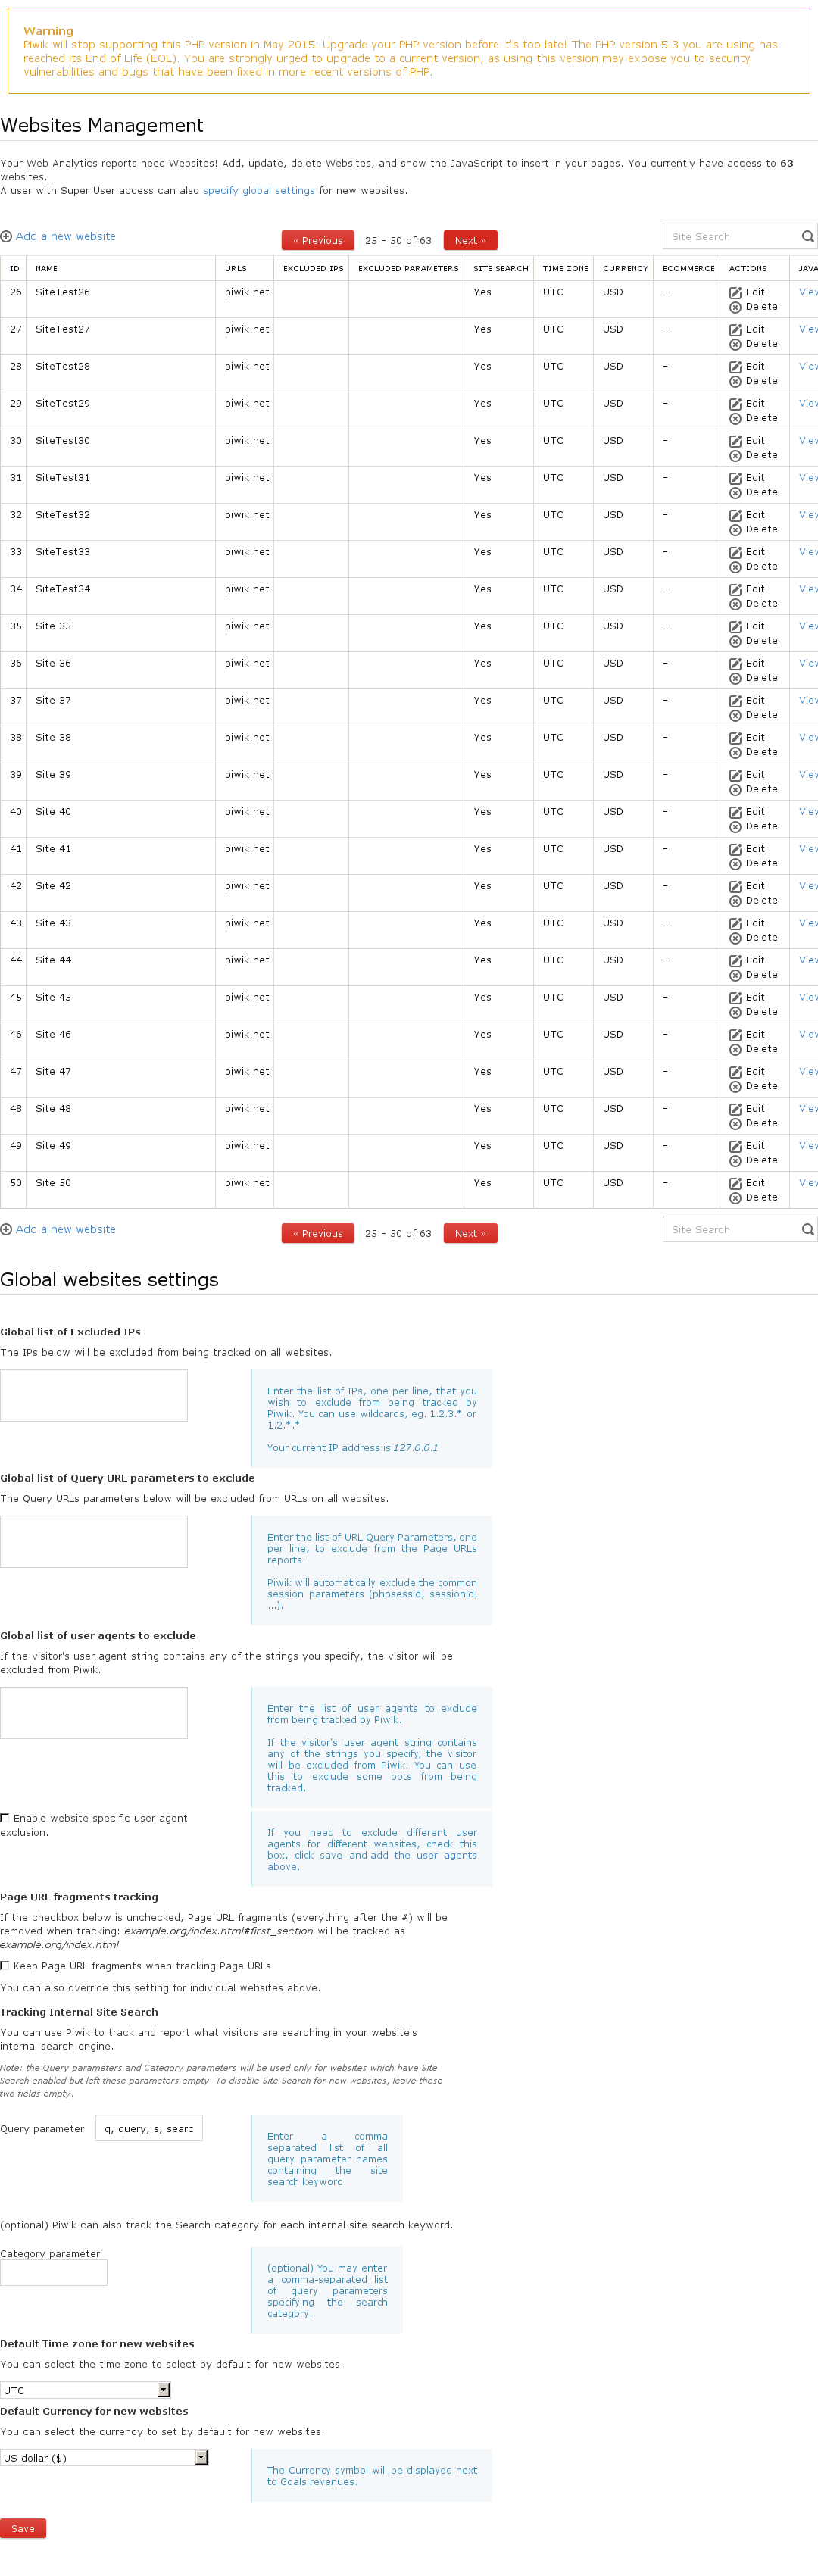 Warning
Piwik will stop supporting this PHP version in May 2015. Upgrade your PHP version before it's too late! The PHP version 5.3 you are using has
reached its End of Life (EOL). You are strongly urged to upgrade to a current version, as using this version may expose you to security
vulnerabilities and bugs that have been fixed in more recent versions of PHP.
Websites Management
Your Web Analytics reports need Websites! Add, update, delete Websites, and show the JavaScript to insert in your pages. You currently have access to 63
websites.
A user with Super User access can also specify global settings for new websites.
Add a new website « Previous 25 – 50 of 63 Next » Site Search
ID NAME URLS EXCLUDED IPS EXCLUDED PARAMETERS SITE SEARCH TIME ZONE CURRENCY ECOMMERCE ACTIONS JAVA
26 SiteTest26 piwik.net Yes UTC USD - Edit View
Delete
27 SiteTest27 piwik.net Yes UTC USD - Edit View
Delete
28 SiteTest28 piwik.net Yes UTC USD - Edit View
Delete
29 SiteTest29 piwik.net Yes UTC USD - Edit View
Delete
30 SiteTest30 piwik.net Yes UTC USD - Edit View
Delete
31 SiteTest31 piwik.net Yes UTC USD - Edit View
Delete
32 SiteTest32 piwik.net Yes UTC USD - Edit View
Delete
33 SiteTest33 piwik.net Yes UTC USD - Edit View
Delete
34 SiteTest34 piwik.net Yes UTC USD - Edit View
Delete
35 Site 35 piwik.net Yes UTC USD - Edit View
Delete
36 Site 36 piwik.net Yes UTC USD - Edit View
Delete
37 Site 37 piwik.net Yes UTC USD - Edit View
Delete
38 Site 38 piwik.net Yes UTC USD - Edit View
Delete
39 Site 39 piwik.net Yes UTC USD - Edit View
Delete
40 Site 40 piwik.net Yes UTC USD - Edit View
Delete
41 Site 41 piwik.net Yes UTC USD - Edit View
Delete
42 Site 42 piwik.net Yes UTC USD - Edit View
Delete
43 Site 43 piwik.net Yes UTC USD - Edit View
Delete
44 Site 44 piwik.net Yes UTC USD - Edit View
Delete
45 Site 45 piwik.net Yes UTC USD - Edit View
Delete
46 Site 46 piwik.net Yes UTC USD - Edit View
Delete
47 Site 47 piwik.net Yes UTC USD - Edit View
Delete
48 Site 48 piwik.net Yes UTC USD - Edit View
Delete
49 Site 49 piwik.net Yes UTC USD - Edit View
Delete
50 Site 50 piwik.net Yes UTC USD - Edit View
Delete
Add a new website « Previous 25 – 50 of 63 Next » Site Search
Global websites settings
Global list of Excluded IPs
The IPs below will be excluded from being tracked on all websites.
Enter the list of IPs, one per line, that you
wish to exclude from being tracked by
Piwik. You can use wildcards, eg. 1.2.3.* or
1.2.*.*
Your current IP address is 127.0.0.1
Global list of Query URL parameters to exclude
The Query URLs parameters below will be excluded from URLs on all websites.
Enter the list of URL Query Parameters, one
per line, to exclude from the Page URLs
reports.
Piwik will automatically exclude the common
session parameters (phpsessid, sessionid,
...).
Global list of user agents to exclude
If the visitor's user agent string contains any of the strings you specify, the visitor will be
excluded from Piwik.
Enter the list of user agents to exclude
from being tracked by Piwik.
If the visitor's user agent string contains
any of the strings you specify, the visitor
will be excluded from Piwik. You can use
this to exclude some bots from being
tracked.
Enable website specific user agent
exclusion.
If you need to exclude different user
agents for different websites, check this
box, click save and add the user agents
above.
Page URL fragments tracking
If the checkbox below is unchecked, Page URL fragments (everything after the #) will be
removed when tracking: example.org/index.html#first_section will be tracked as
example.org/index.html
Keep Page URL fragments when tracking Page URLs
You can also override this setting for individual websites above.
Tracking Internal Site Search
You can use Piwik to track and report what visitors are searching in your website's
internal search engine.
Note: the Query parameters and Category parameters will be used only for websites which have Site
Search enabled but left these parameters empty. To disable Site Search for new websites, leave these
two fields empty.
Query parameter q, query, s, searc
Enter a comma
separated list of all
query parameter names
containing the site
search keyword.
(optional) Piwik can also track the Search category for each internal site search keyword.
Category parameter
(optional) You may enter
a comma-separated list
of query parameters
specifying the search
category.
Default Time zone for new websites
You can select the time zone to select by default for new websites.
UTC
Default Currency for new websites
You can select the currency to set by default for new websites.
US dollar ($)
The Currency symbol will be displayed next
to Goals revenues.
Save